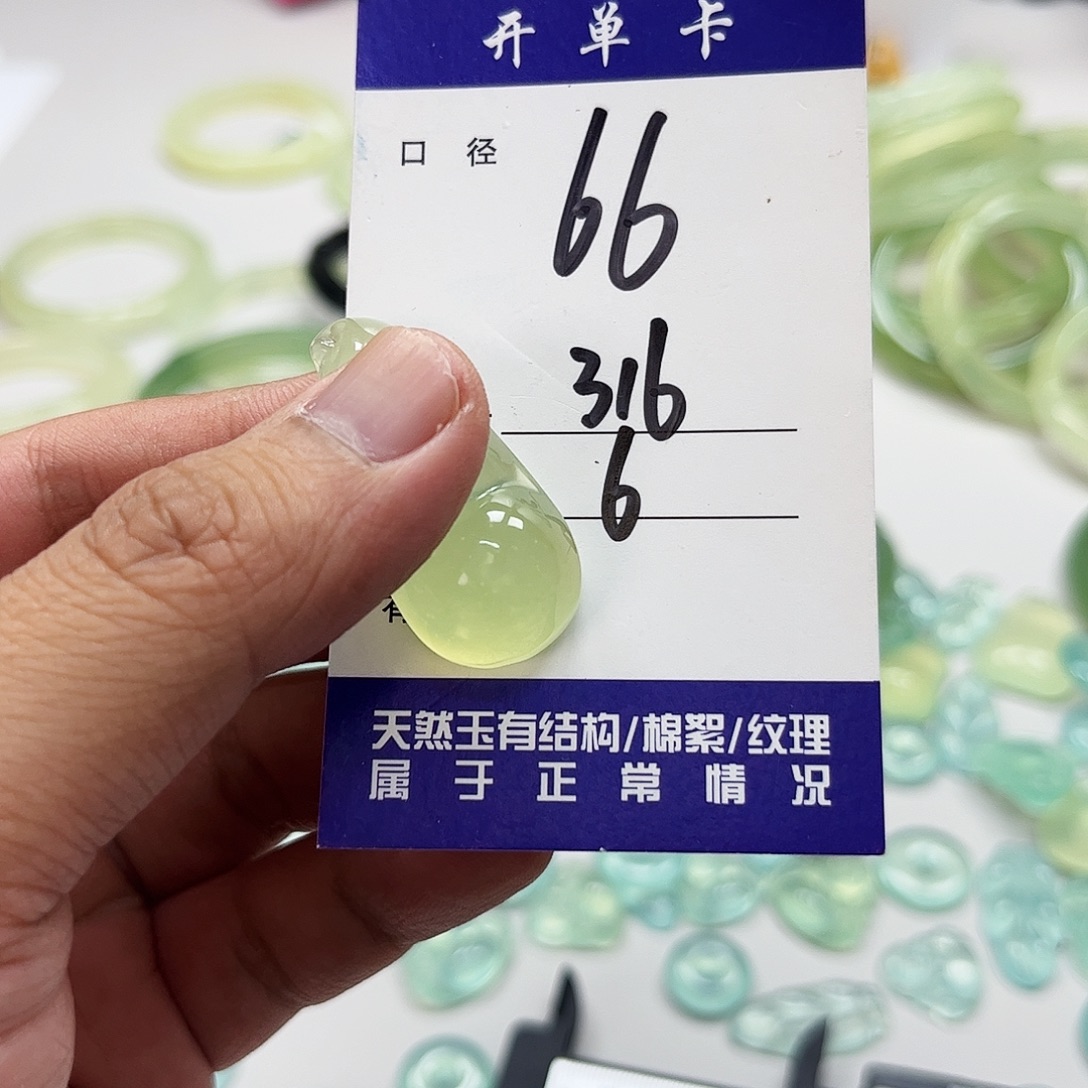 开单卡
口径 66
316
6
天然玉有结构/棉絮/纹理
属于正常情况